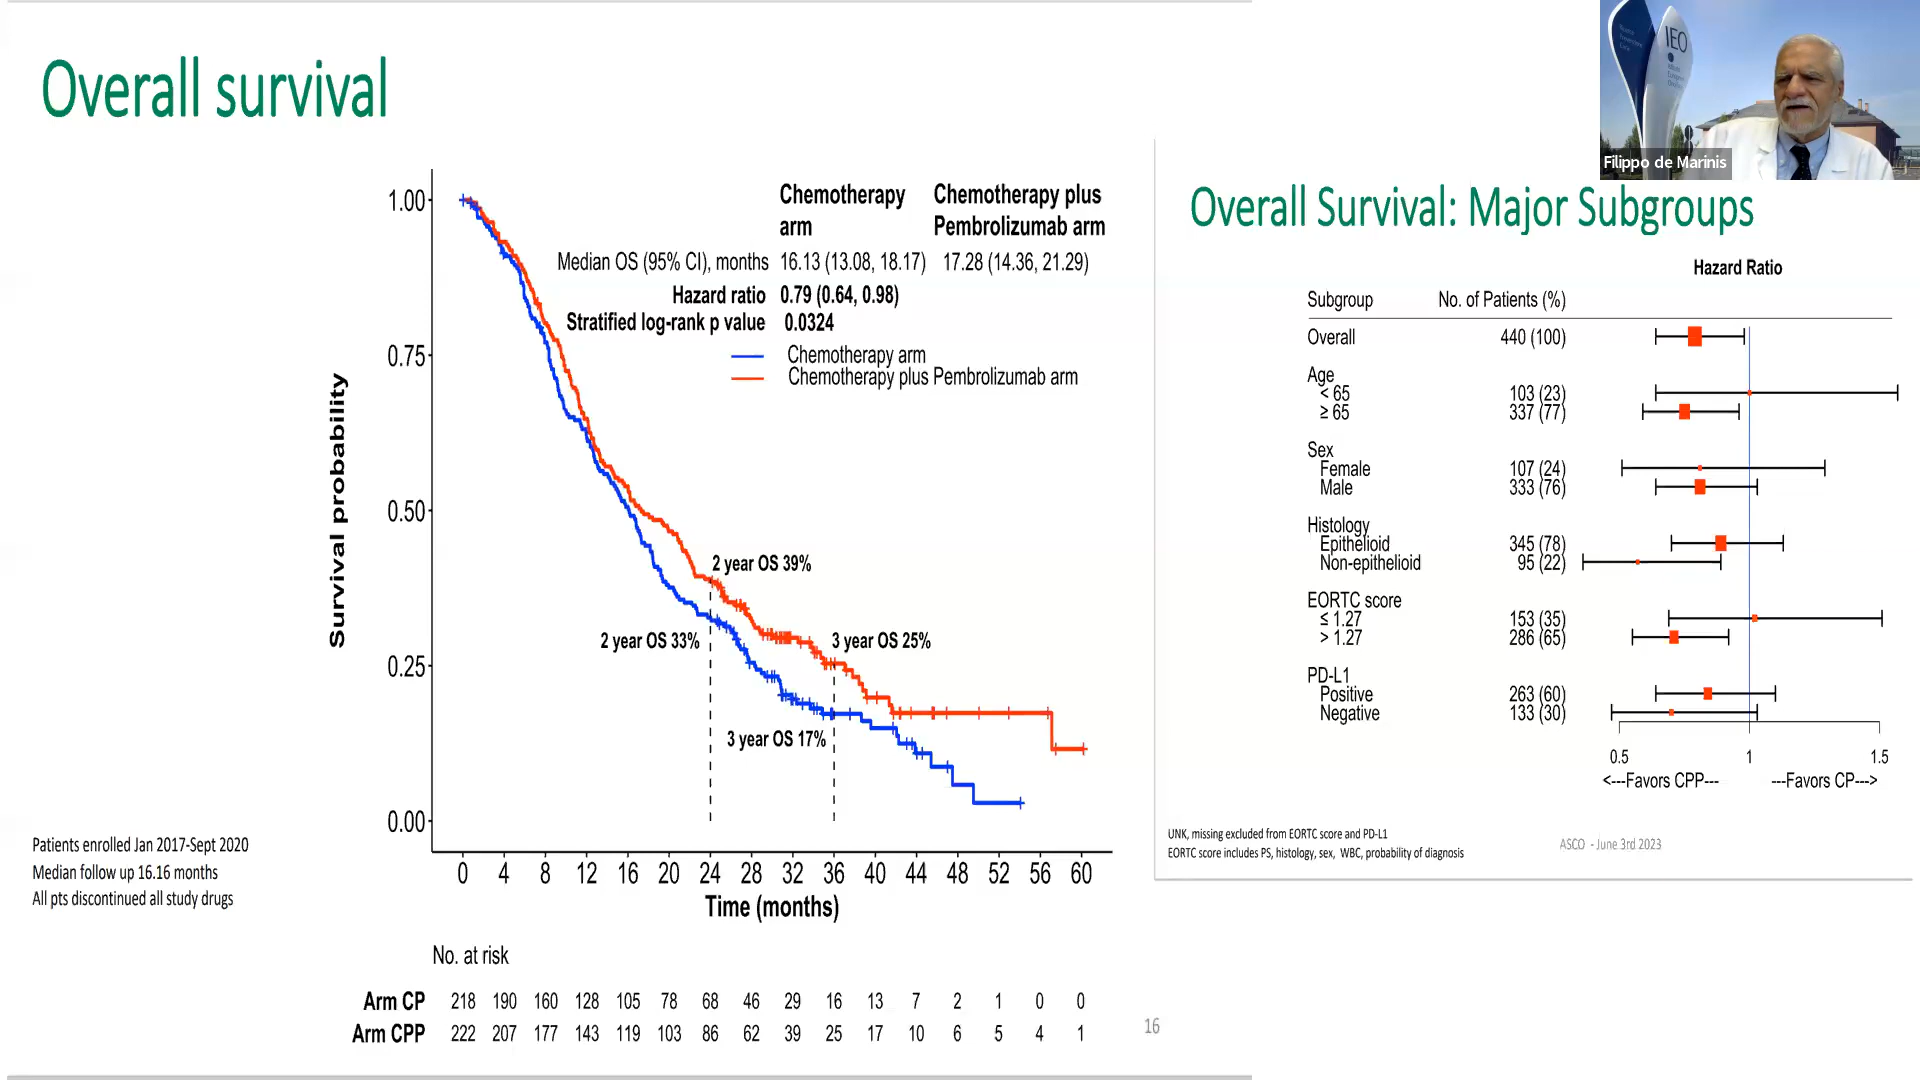 Overall survival
Chemotherapy arm
Chemotherapy plus Pembrolizumab arm
Median OS (95% CI), months 16.13 (13.08, 18.17) 17.28 (14.36, 21.29)
Hazard ratio 0.79 (0.64, 0.98)
Stratified log-rank p value 0.0324
Chemotherapy arm
Chemotherapy plus Pembrolizumab arm
Survival probability
1.00
0.75
0.50
0.25
0.00
2 year OS 39%
2 year OS 33%
3 year OS 25%
3 year OS 17%
0 4 8 12 16 20 24 28 32 36 40 44 48 52 56 60
Time (months)
Patients enrolled Jan 2017-Sept 2020
Median follow up 16.16 months
All pts discontinued all study drugs
No. at risk
Arm CP 218 190 160 128 105 78 68 46 29 16 13 7 2 1 0 0
Arm CPP 222 207 177 143 119 103 86 62 39 25 17 10 6 5 4 1
16
IEO
Filippo de Marinis
Overall Survival: Major Subgroups
Hazard Ratio
Subgroup No. of Patients (%)
Overall 440 (100)
Age
< 65 103 (23)
≥ 65 337 (77)
Sex
Female 107 (24)
Male 333 (76)
Histology
Epithelioid 345 (78)
Non-epithelioid 95 (22)
EORTC score
≤ 1.27 153 (35)
> 1.27 286 (65)
PD-L1
Positive 263 (60)
Negative 133 (30)
0.5 1 1.5
<---Favors CPP--- ---Favors CP--->
UNK, missing excluded from EORTC score and PD-L1
EORTC score includes PS, histology, sex, WBC, probability of diagnosis
ASCO - June 3rd 2023